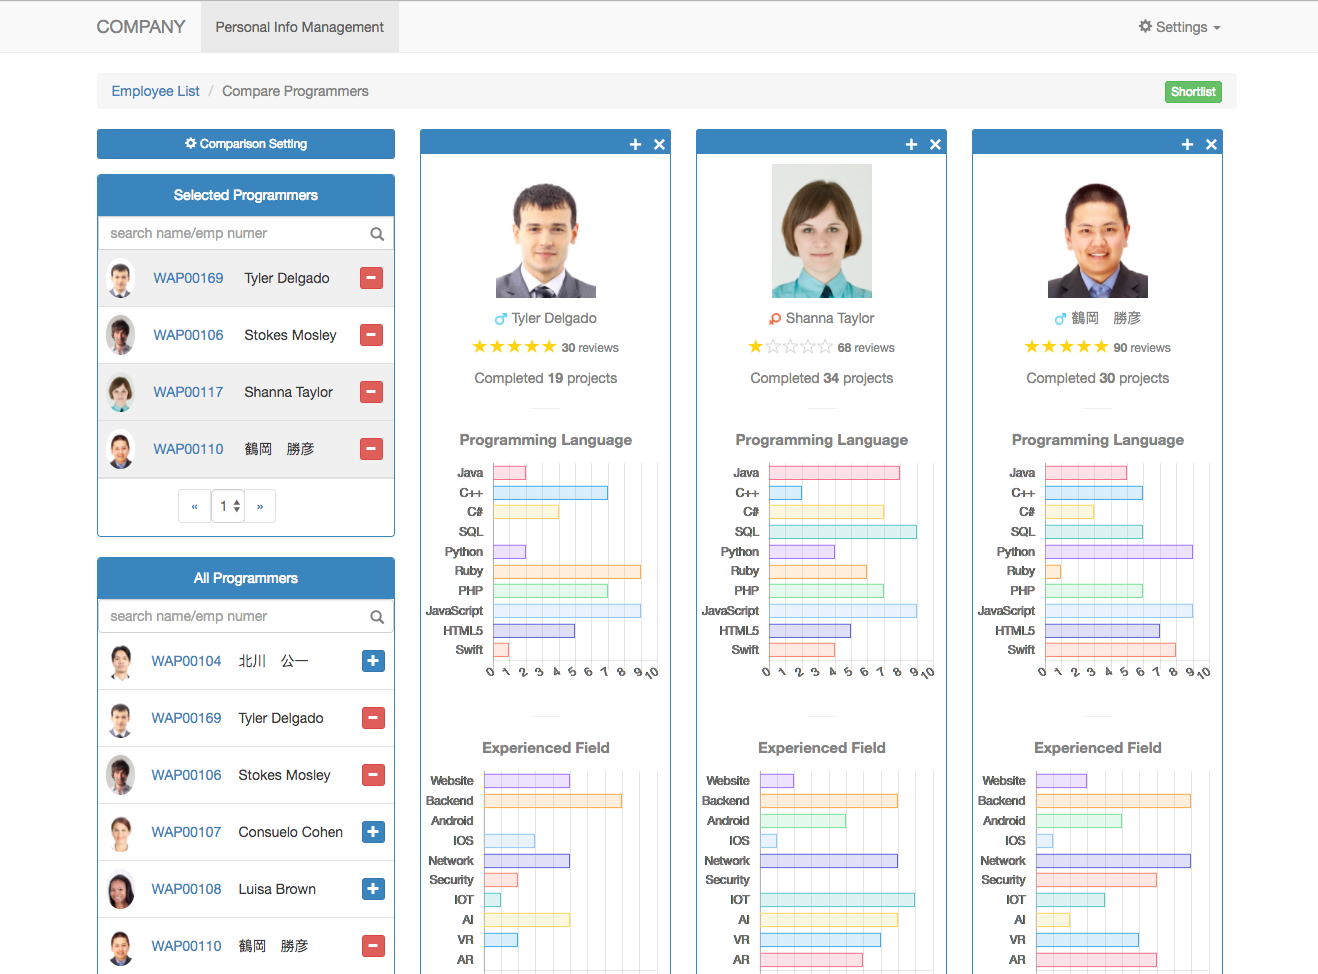 COMPANY Personal Info Management Settings
Employee List / Compare Programmers Shortlist
Comparison Setting
Selected Programmers
search name/emp numer
WAP00169 Tyler Delgado
WAP00106 Stokes Mosley
WAP00117 Shanna Taylor
WAP00110 鶴岡　勝彦
« 1 »
All Programmers
search name/emp numer
WAP00104 北川　公一
WAP00169 Tyler Delgado
WAP00106 Stokes Mosley
WAP00107 Consuelo Cohen
WAP00108 Luisa Brown
WAP00110 鶴岡　勝彦
Tyler Delgado
30 reviews
Completed 19 projects
Programming Language
Java
C++
C#
SQL
Python
Ruby
PHP
JavaScript
HTML5
Swift
0 1 2 3 4 5 6 7 8 9 10
Experienced Field
Website
Backend
Android
IOS
Network
Security
IOT
AI
VR
AR
Shanna Taylor
68 reviews
Completed 34 projects
Programming Language
Java
C++
C#
SQL
Python
Ruby
PHP
JavaScript
HTML5
Swift
0 1 2 3 4 5 6 7 8 9 10
Experienced Field
Website
Backend
Android
IOS
Network
Security
IOT
AI
VR
AR
鶴岡　勝彦
90 reviews
Completed 30 projects
Programming Language
Java
C++
C#
SQL
Python
Ruby
PHP
JavaScript
HTML5
Swift
0 1 2 3 4 5 6 7 8 9 10
Experienced Field
Website
Backend
Android
IOS
Network
Security
IOT
AI
VR
AR